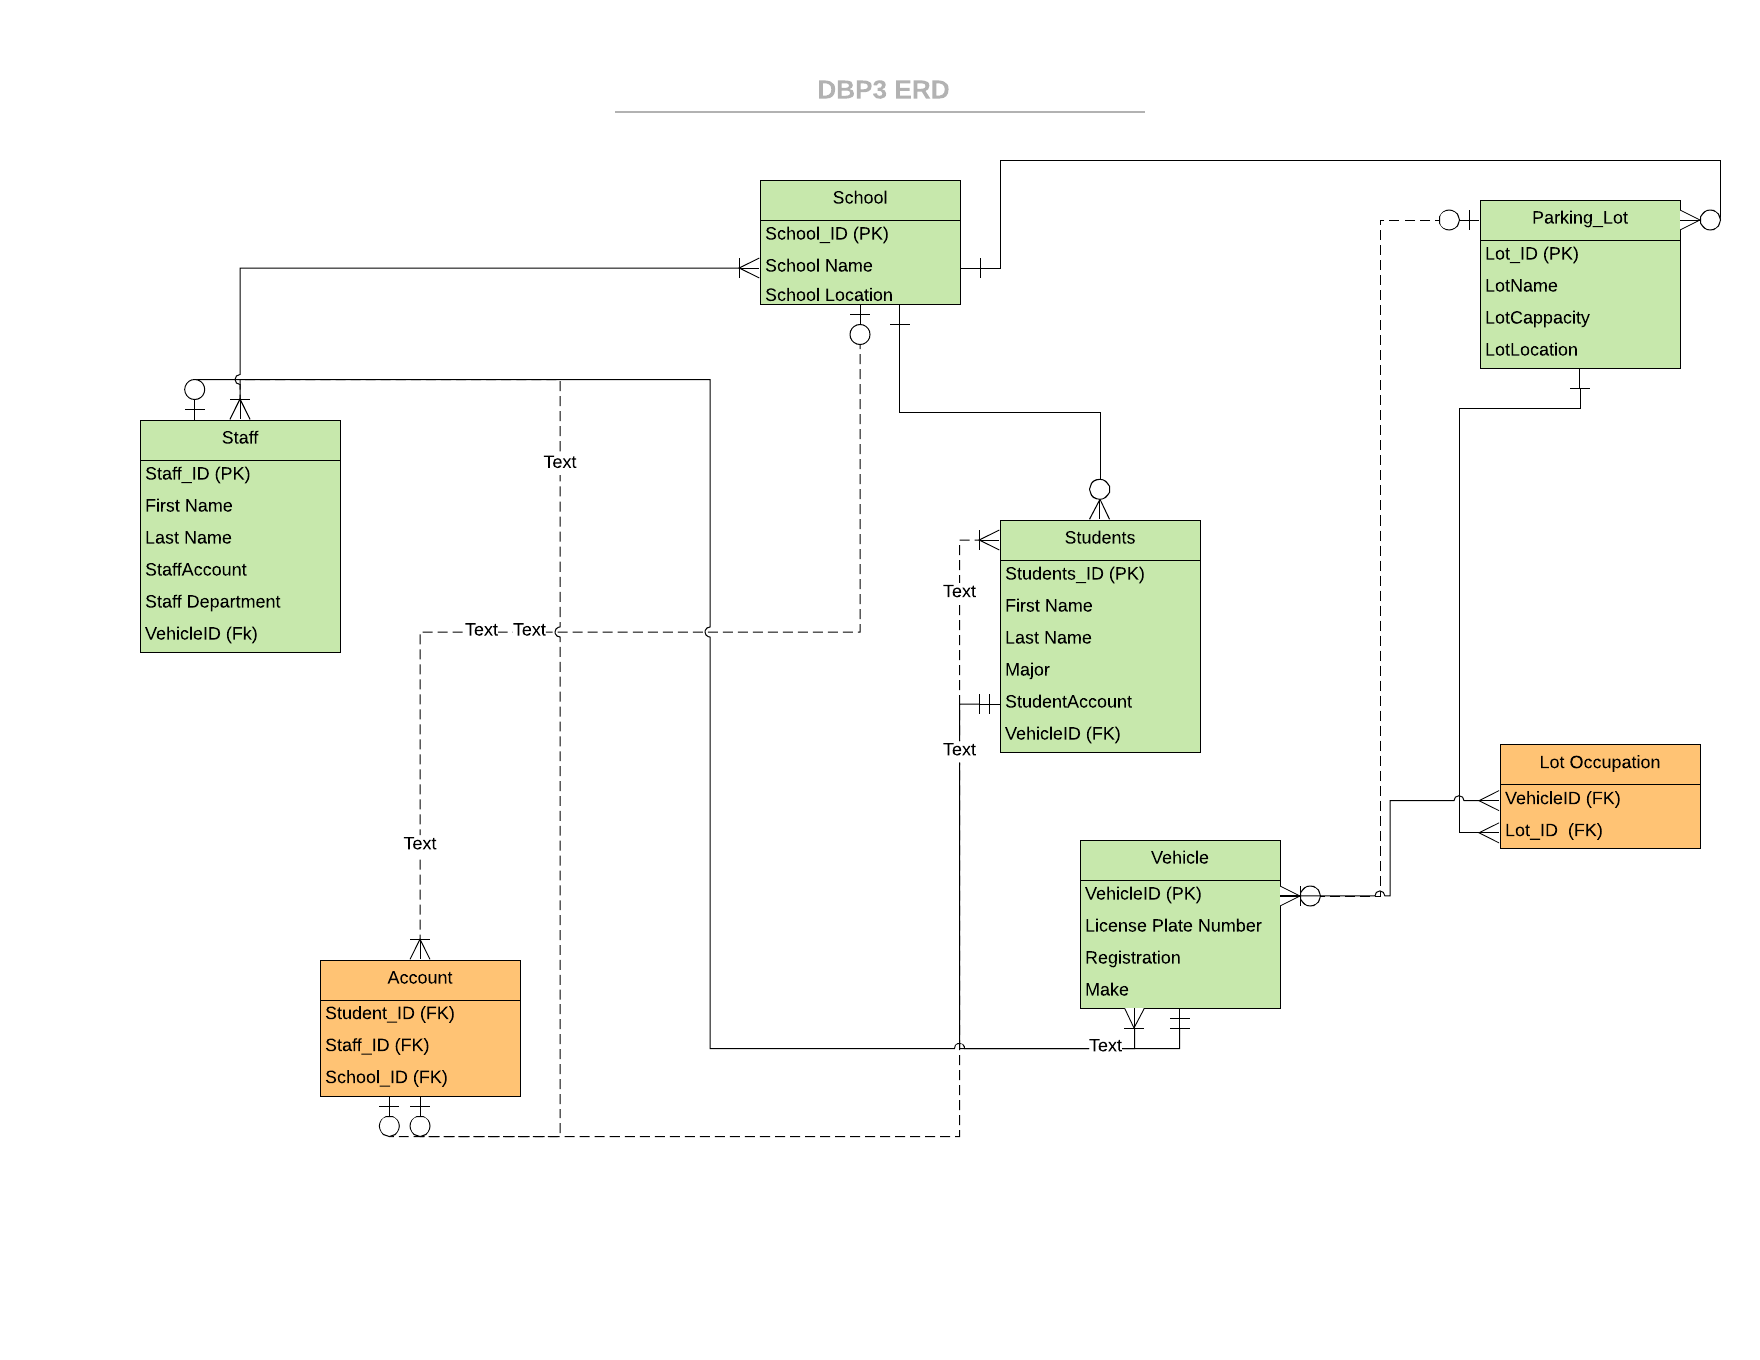 DBP3 ERD
School
School_ID (PK)
School Name
School Location
Parking_Lot
Lot_ID (PK)
LotName
LotCappacity
LotLocation
Staff
Staff_ID (PK)
First Name
Last Name
StaffAccount
Staff Department
VehicleID (Fk)
Text
Text
Text
Students
Students_ID (PK)
First Name
Last Name
Major
StudentAccount
VehicleID (FK)
Text
Text
Lot Occupation
VehicleID (FK)
Lot_ID  (FK)
Text
Vehicle
VehicleID (PK)
License Plate Number
Registration
Make
Text
Account
Student_ID (FK)
Staff_ID (FK)
School_ID (FK)